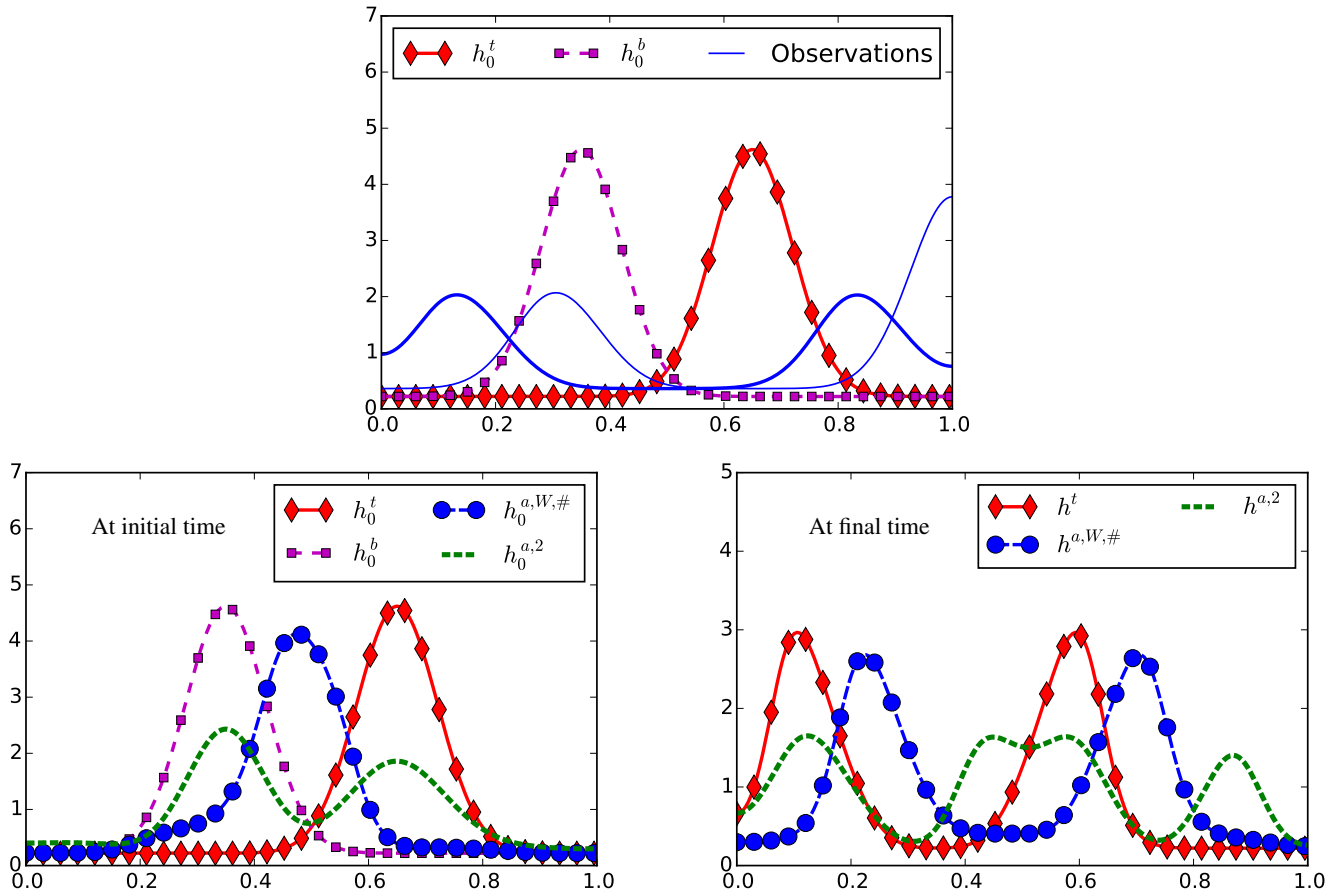 7
6
5
4
3
2
1
0
0.0 0.2 0.4 0.6 0.8 1.0
$h_0^t$ $h_0^b$ Observations
7
6
5
4
3
2
1
0
0.0 0.2 0.4 0.6 0.8 1.0
At initial time
$h_0^t$ $h_0^{a,W,\#}$
$h_0^b$ $h_0^{a,2}$
5
4
3
2
1
0
0.0 0.2 0.4 0.6 0.8 1.0
At final time
$h^t$ $h^{a,2}$
$h^{a,W,\#}$